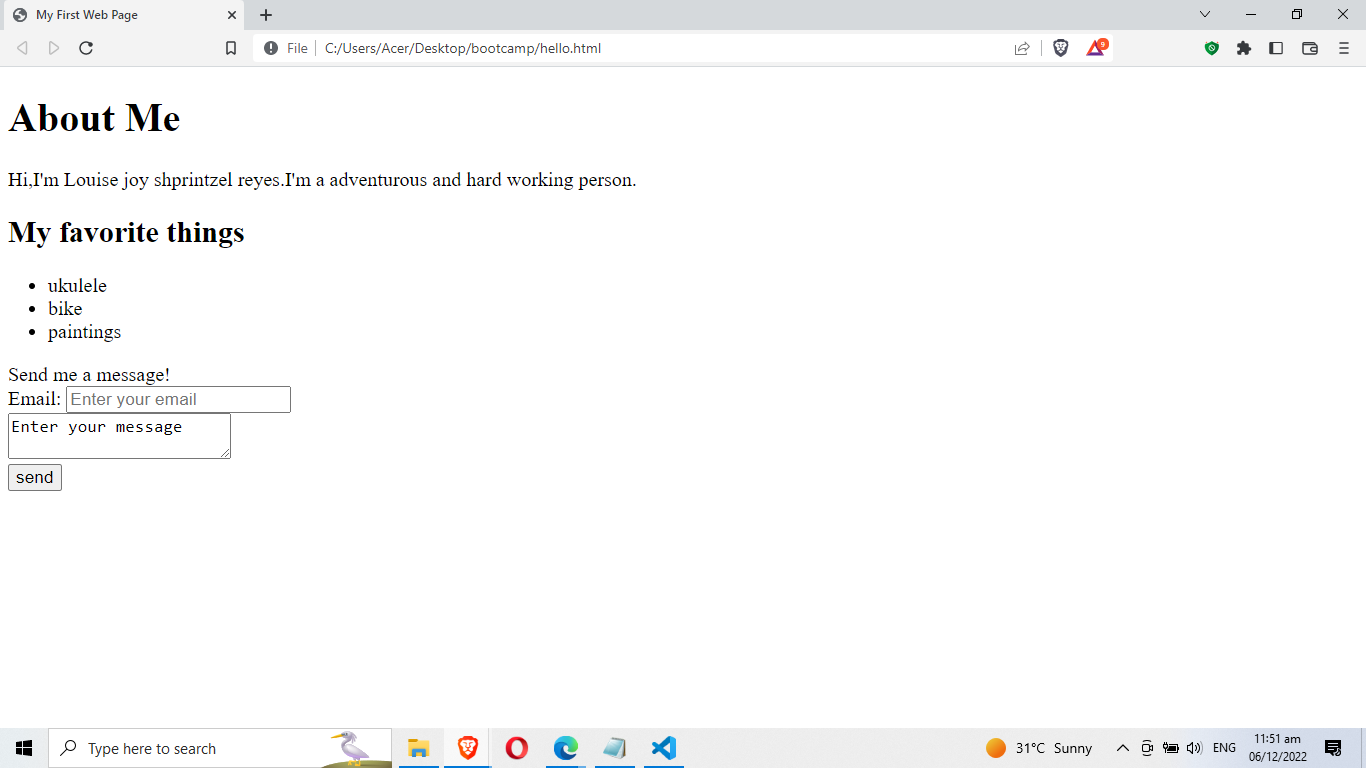 My First Web Page
File C:/Users/Acer/Desktop/bootcamp/hello.html
9
About Me
Hi,I'm Louise joy shprintzel reyes.I'm a adventurous and hard working person.
My favorite things
ukulele
bike
paintings
Send me a message!
Email: Enter your email
Enter your message
send
Type here to search
31°C Sunny
ENG
11:51 am
06/12/2022